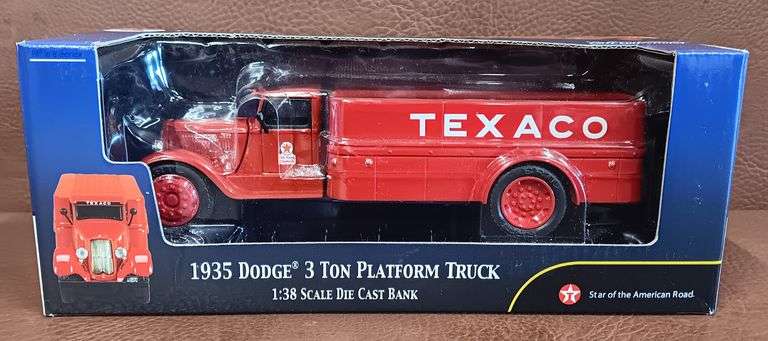 TEXACO
TEXACO
1935 DODGE® 3 TON PLATFORM TRUCK
1:38 SCALE DIE CAST BANK
Star of the American Road.